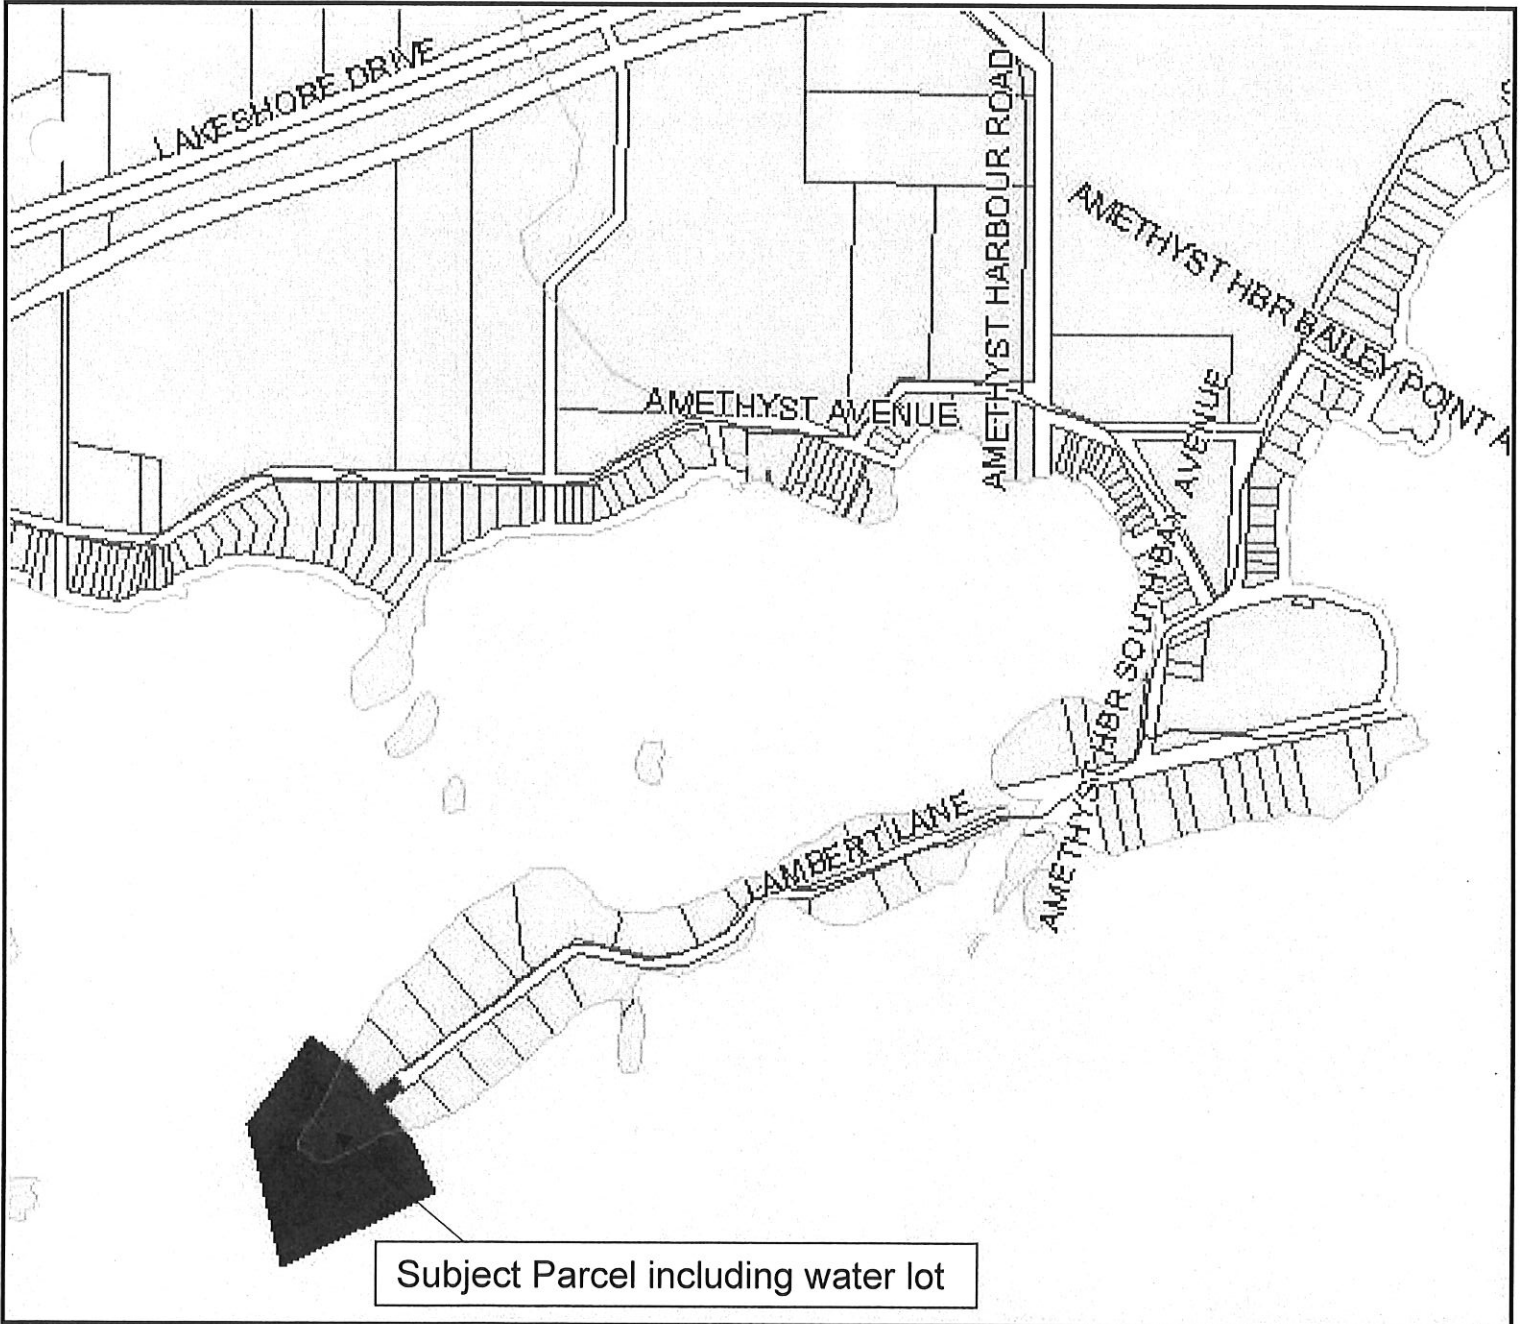 LAKESHORE DRIVE
AMETHYST HARBOUR ROAD
AMETHYST HBR BAILEY POINT A
AMETHYST AVENUE
AMETHYST HBR SOUTH BAY AVENUE
LAMBERT LANE
Subject Parcel including water lot